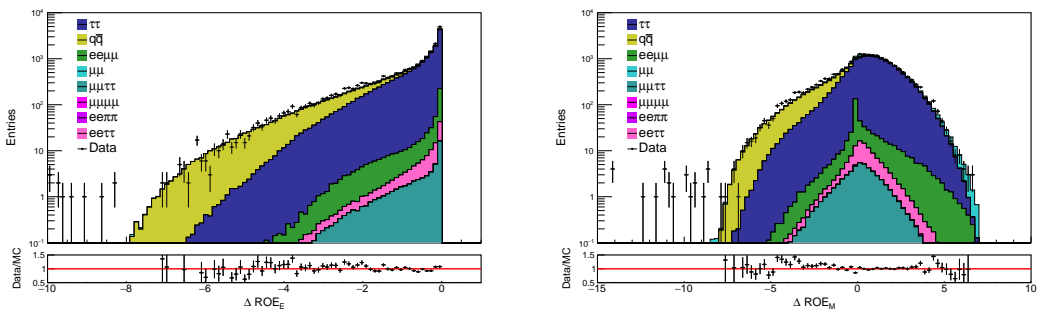 10⁴
10³
10²
10
1
10⁻¹
Entries
ττ
qq̅
eeμμ
μμ
μμττ
μμμμ
eeππ
eeττ
Data
1.5
1
0.5
Data/MC
−10 −8 −6 −4 −2 0
Δ ROE_E
10⁴
10³
10²
10
1
10⁻¹
Entries
ττ
qq̅
eeμμ
μμ
μμττ
μμμμ
eeππ
eeττ
Data
1.5
1
0.5
Data/MC
−15 −10 −5 0 5 10
Δ ROE_M